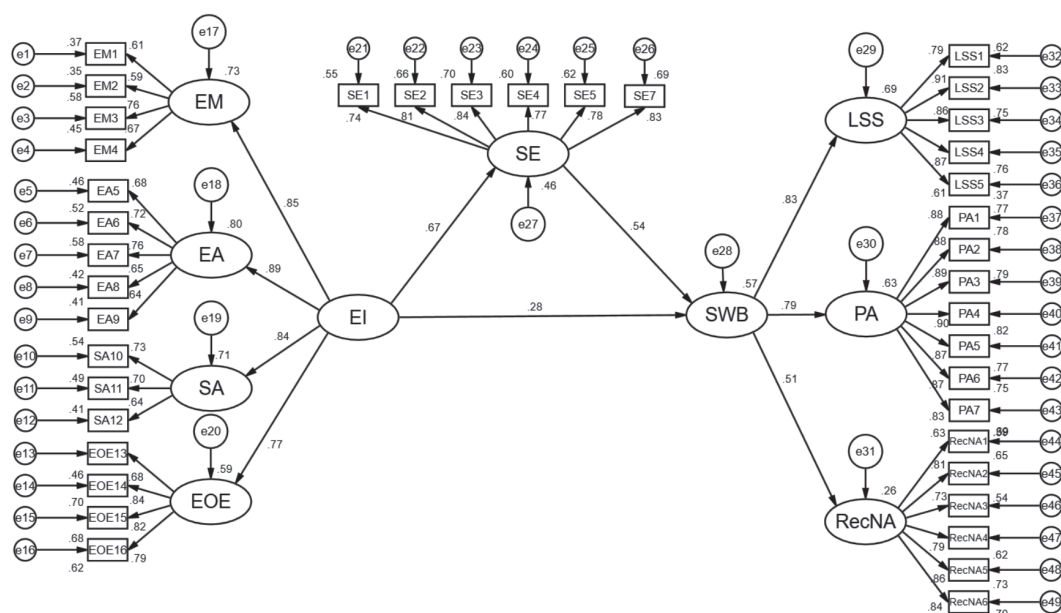 e1 .37 EM1 .61
e2 .35 EM2 .59
e3 .58 EM3 .76
e4 .45 EM4 .67
e17
.73
EM
e5 .46 EA5 .68
e6 .52 EA6 .72
e7 .58 EA7 .76
e8 .42 EA8 .65
e9 .41 EA9 .64
e18
.80
EA
e10 .54 SA10 .73
e11 .49 SA11 .70
e12 .41 SA12 .64
e19
.71
SA
e13 EOE13
e14 .46 EOE14 .68
e15 .70 EOE15 .84
e16 .68 EOE16 .82
.62 .79
e20
.59
EOE
.85
.89
.84
.77
EI
e21 e22 e23 e24 e25 e26
.55 .66 .70 .60 .62 .69
SE1 SE2 SE3 SE4 SE5 SE7
.74 .81 .84 .77 .78 .83
SE
.46
e27
.67
.54
.28
e28
.57
SWB
.83
.79
.51
e29
.69
LSS
.79 LSS1 .62 e32
.91 LSS2 .83 e33
.86 LSS3 .75 e34
LSS4 e35
.87 LSS5 .76 e36
.61 .37
e30
.63
PA
.88 PA1 .77 e37
.88 PA2 .78 e38
.89 PA3 .79 e39
PA4 e40
.90 PA5 .82 e41
.87 PA6 .77 e42
.75
.87 PA7 e43
.83
e31
.26
RecNA
.63 RecNA1 e44
.81 RecNA2 .65 e45
.73 RecNA3 .54 e46
RecNA4 e47
.79 RecNA5 .62 e48
.86 .73
.84 RecNA6 e49